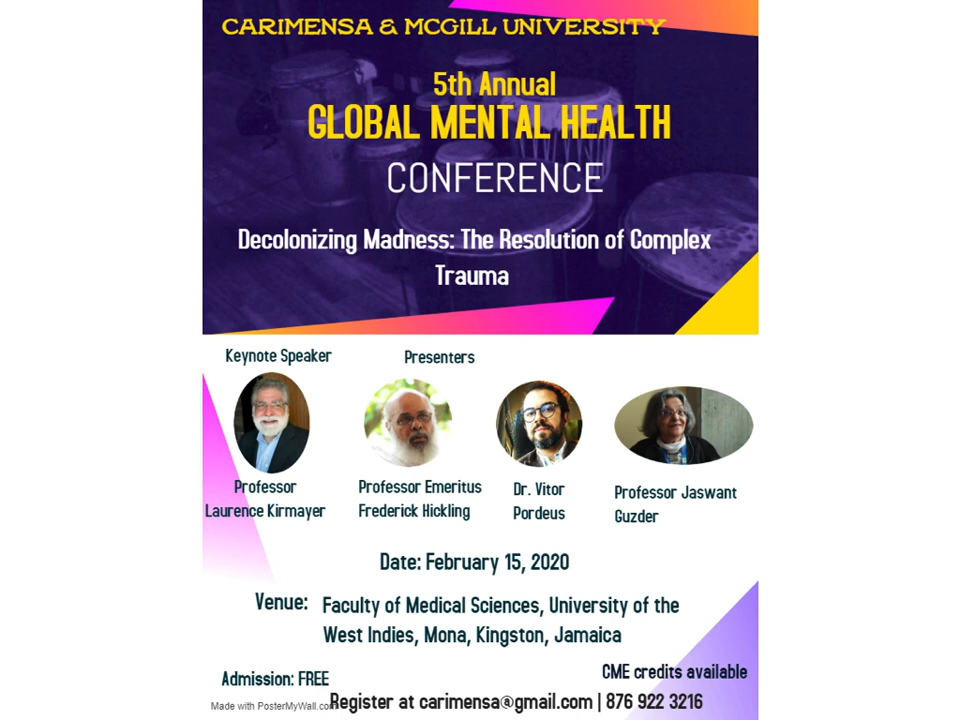 CARIMENSA & MCGILL UNIVERSITY
5th Annual
GLOBAL MENTAL HEALTH
CONFERENCE
Decolonizing Madness: The Resolution of Complex
Trauma
Keynote Speaker
Presenters
Professor
Laurence Kirmayer
Professor Emeritus
Frederick Hickling
Dr. Vitor
Pordeus
Professor Jaswant
Guzder
Date: February 15, 2020
Venue: Faculty of Medical Sciences, University of the
West Indies, Mona, Kingston, Jamaica
CME credits available
Admission: FREE
Register at carimensa@gmail.com | 876 922 3216
Made with PosterMyWall.com